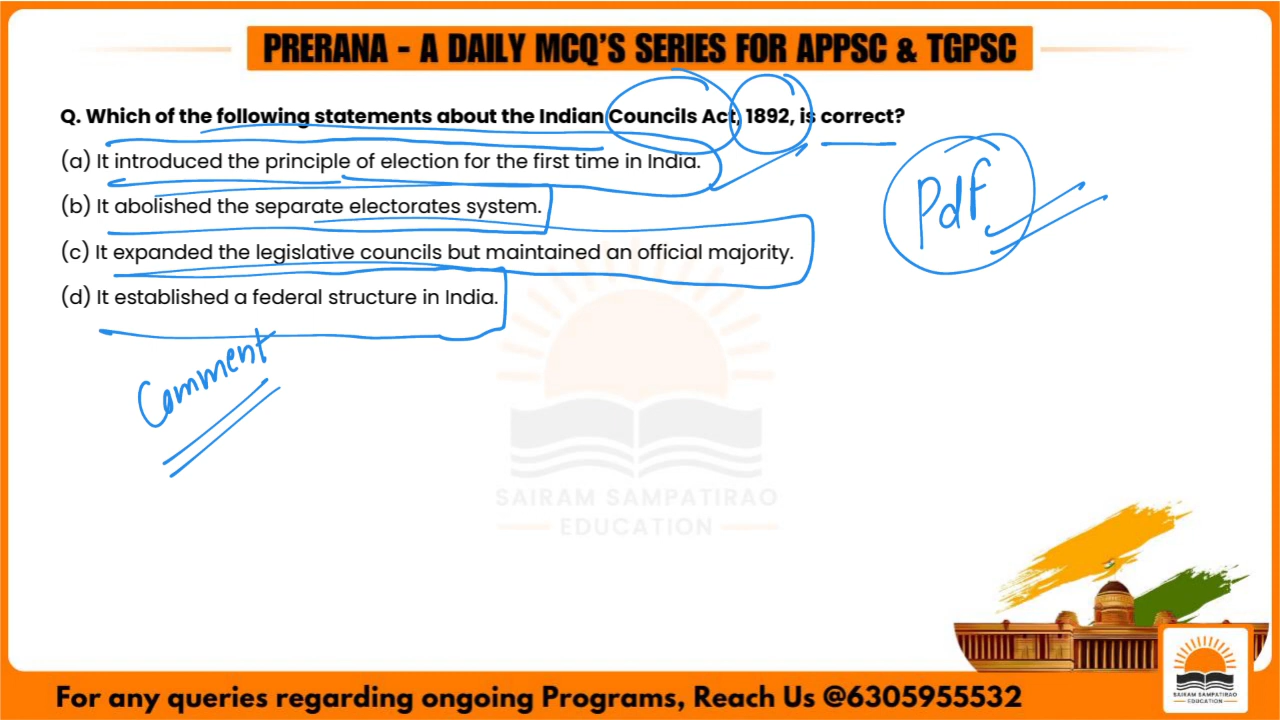 PRERANA - A DAILY MCQ'S SERIES FOR APPSC & TGPSC
Q. Which of the following statements about the Indian Councils Act, 1892, is correct?
(a) It introduced the principle of election for the first time in India.
(b) It abolished the separate electorates system.
(c) It expanded the legislative councils but maintained an official majority.
(d) It established a federal structure in India.
Pdf
Comment
SAIRAM SAMPATIRAO
EDUCATION
SAIRAM SAMPATIRAO
EDUCATION
For any queries regarding ongoing Programs, Reach Us @6305955532